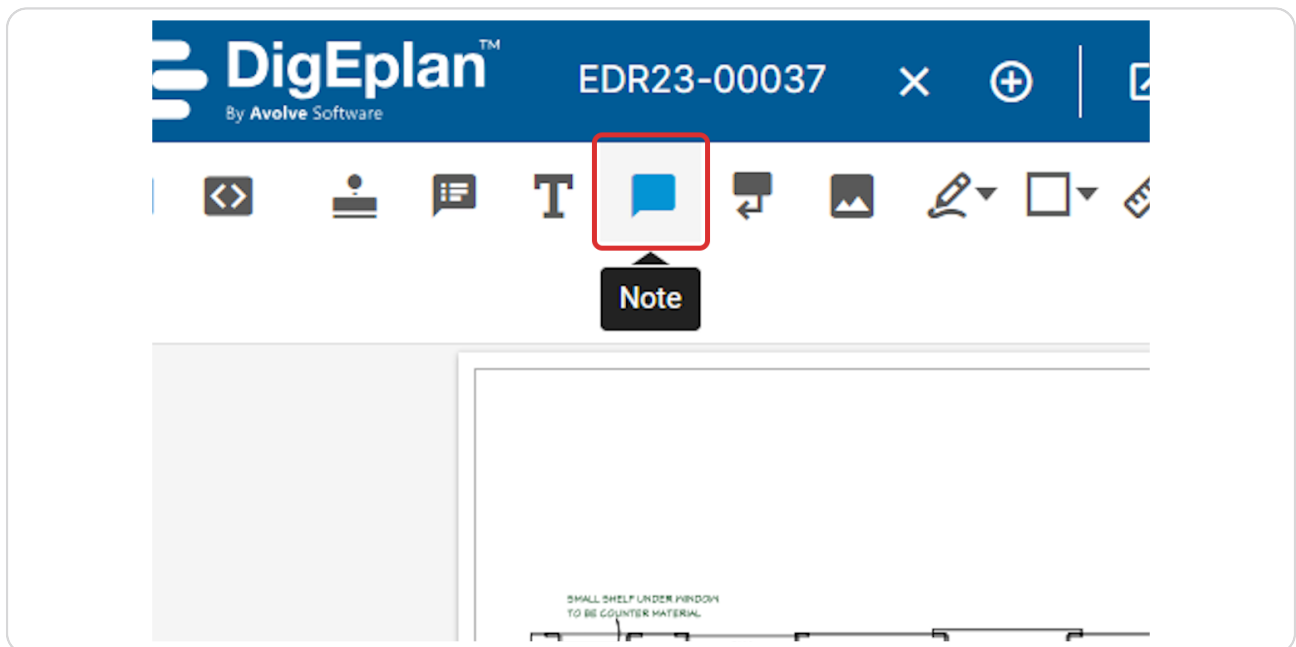 DigEplan™
By Avolve Software
EDR23-00037
T
Note
SMALL SHELF UNDER WINDOW
TO BE COUNTER MATERIAL